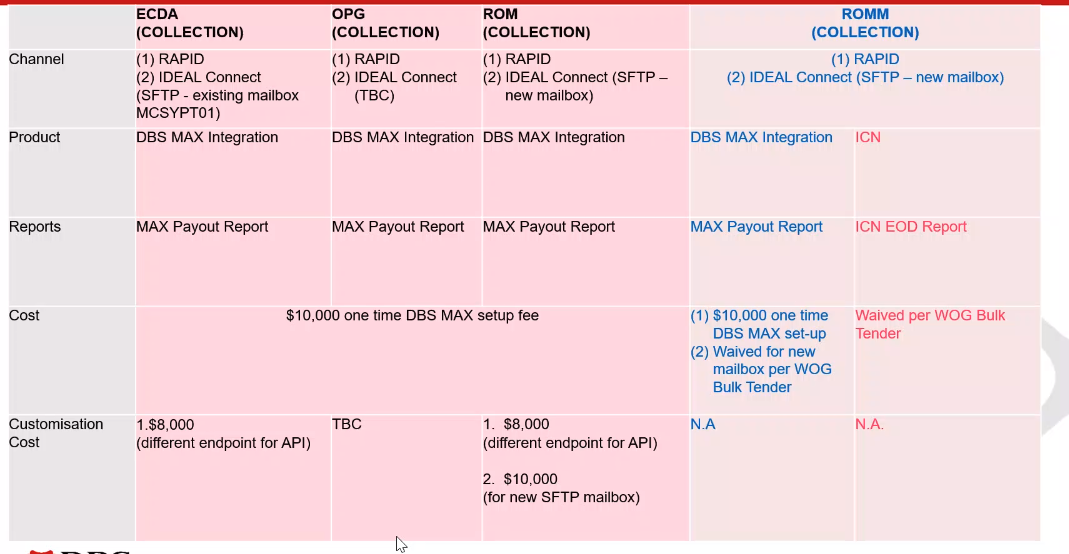 ECDA
(COLLECTION)
OPG
(COLLECTION)
ROM
(COLLECTION)
ROMM
(COLLECTION)
Channel
(1) RAPID
(2) IDEAL Connect
(SFTP - existing mailbox
MCSYPT01)
(1) RAPID
(2) IDEAL Connect
(TBC)
(1) RAPID
(2) IDEAL Connect (SFTP –
new mailbox)
(1) RAPID
(2) IDEAL Connect (SFTP – new mailbox)
Product
DBS MAX Integration
DBS MAX Integration
DBS MAX Integration
DBS MAX Integration
ICN
Reports
MAX Payout Report
MAX Payout Report
MAX Payout Report
MAX Payout Report
ICN EOD Report
Cost
$10,000 one time DBS MAX setup fee
(1) $10,000 one time
DBS MAX set-up
(2) Waived for new
mailbox per WOG
Bulk Tender
Waived per WOG Bulk
Tender
Customisation
Cost
1.$8,000
(different endpoint for API)
TBC
1. $8,000
(different endpoint for API)
2. $10,000
(for new SFTP mailbox)
N.A
N.A.